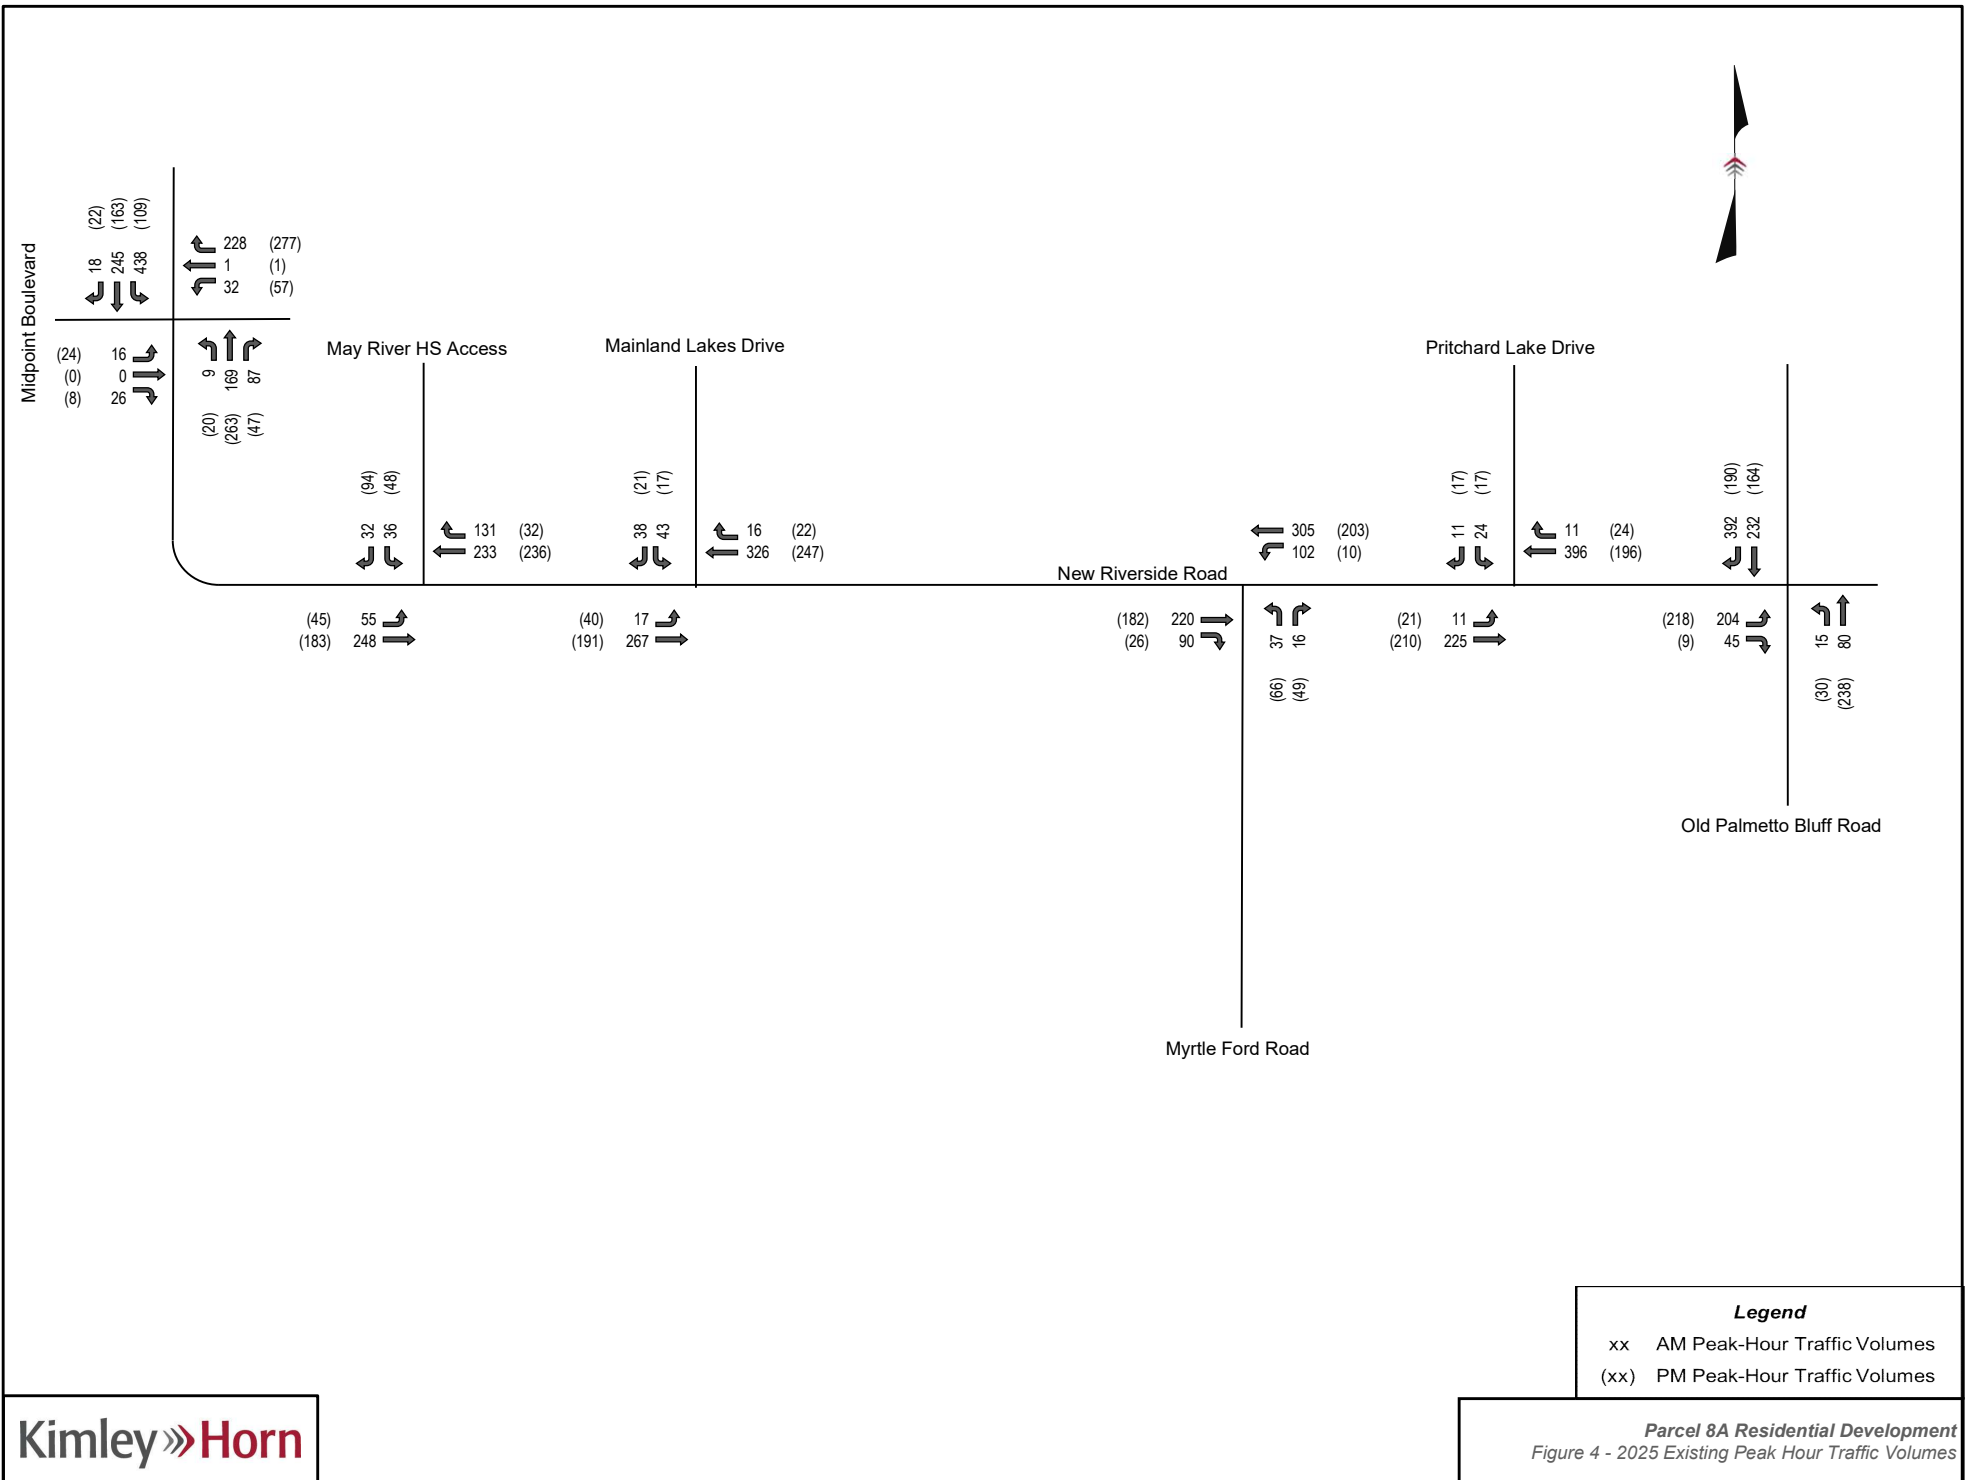 Midpoint Boulevard
(22) (163) (109)
18 245 438
228 (277)
1 (1)
32 (57)
(24) 16
(0) 0
(8) 26
9 169 87
(20) (263) (47)
May River HS Access
(94) (48)
32 36
131 (32)
233 (236)
(45) 55
(183) 248
Mainland Lakes Drive
(21) (17)
38 43
16 (22)
326 (247)
(40) 17
(191) 267
New Riverside Road
305 (203)
102 (10)
(182) 220
(26) 90
37 16
(66) (49)
Myrtle Ford Road
Pritchard Lake Drive
(17) (17)
11 24
11 (24)
396 (196)
(21) 11
(210) 225
(190) (164)
392 232
(218) 204
(9) 45
15 80
(30) (238)
Old Palmetto Bluff Road
Legend
xx AM Peak-Hour Traffic Volumes
(xx) PM Peak-Hour Traffic Volumes
Kimley Horn
Parcel 8A Residential Development
Figure 4 - 2025 Existing Peak Hour Traffic Volumes